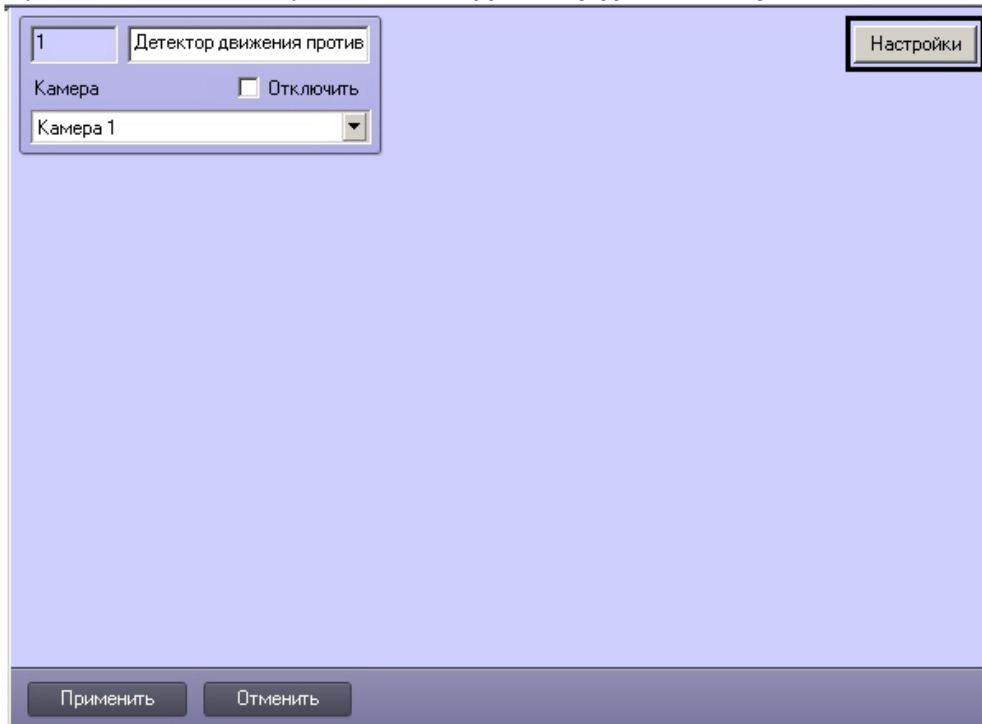 1 Детектор движения против Настройки
Камера Отключить
Камера 1
Применить Отменить